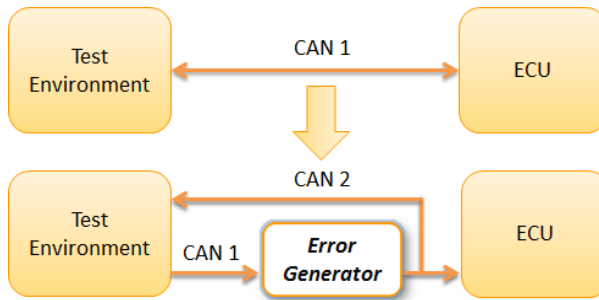 Test
Environment
CAN 1
ECU
CAN 2
Test
Environment
CAN 1
Error
Generator
ECU